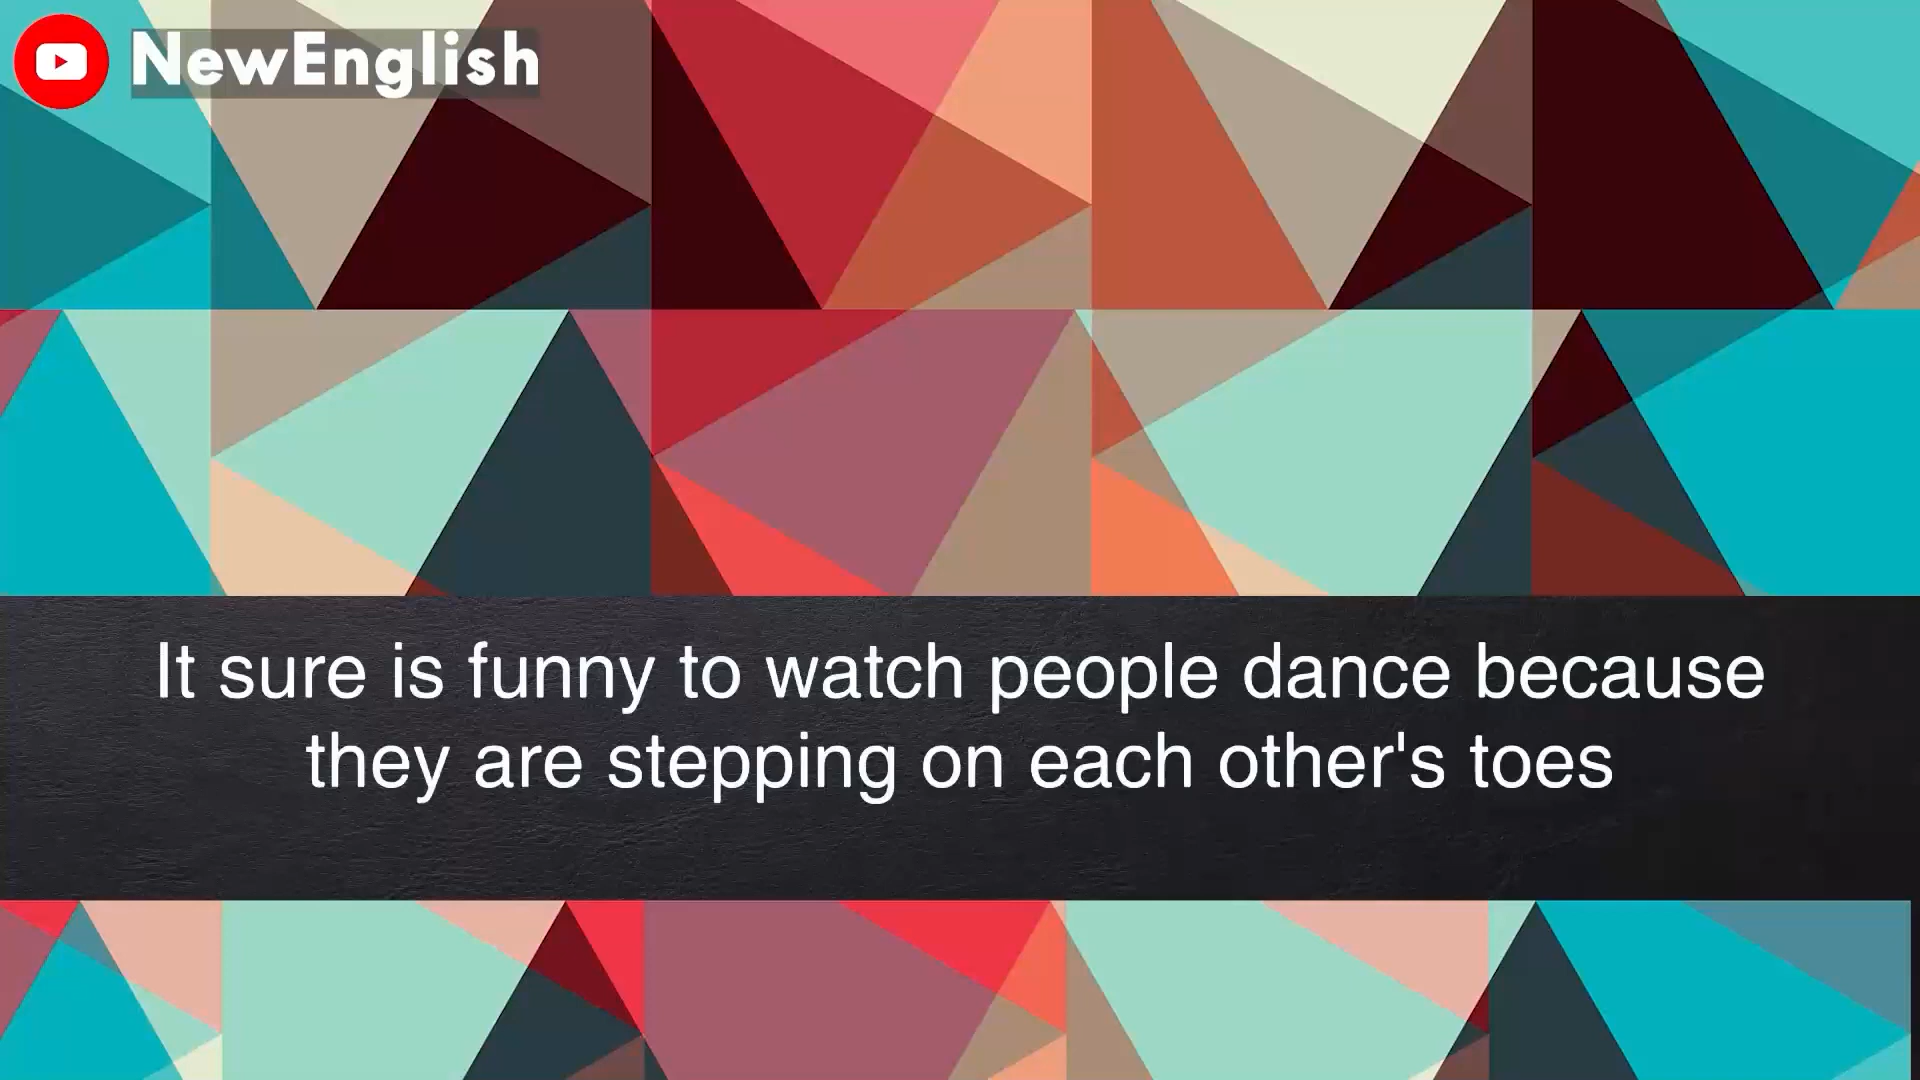 NewEnglish
It sure is funny to watch people dance because
they are stepping on each other's toes